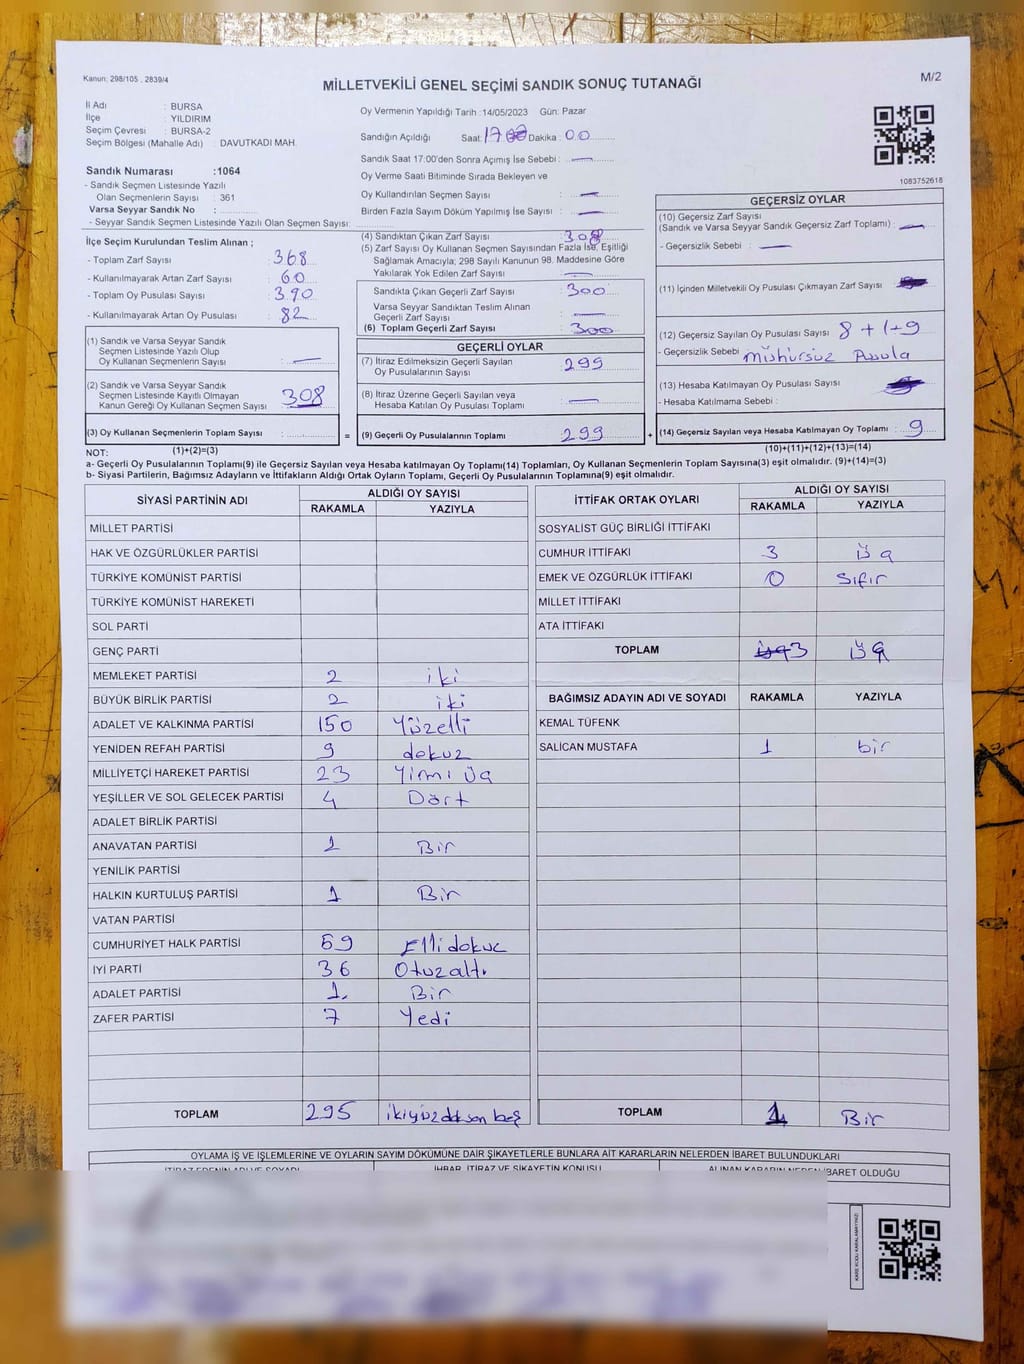 Kanun: 298/105 , 2839/4
MİLLETVEKİLİ GENEL SEÇİMİ SANDIK SONUÇ TUTANAĞI
M/2
İl Adı : BURSA
İlçe : YILDIRIM
Seçim Çevresi : BURSA-2
Seçim Bölgesi (Mahalle Adı) : DAVUTKADI MAH.
Sandık Numarası :1064
- Sandık Seçmen Listesinde Yazılı
Olan Seçmenlerin Sayısı : 361
Varsa Seyyar Sandık No :
- Seyyar Sandık Seçmen Listesinde Yazılı Olan Seçmen Sayısı:
İlçe Seçim Kurulundan Teslim Alınan ;
- Toplam Zarf Sayısı : 368
- Kullanılmayarak Artan Zarf Sayısı : 60
- Toplam Oy Pusulası Sayısı : 390
- Kullanılmayarak Artan Oy Pusulası : 82
(1) Sandık ve Varsa Seyyar Sandık
Seçmen Listesinde Yazılı Olup
Oy Kullanan Seçmenlerin Sayısı : —
(2) Sandık ve Varsa Seyyar Sandık
Seçmen Listesinde Kayıtlı Olmayan
Kanun Gereği Oy Kullanan Seçmen Sayısı : 308
(3) Oy Kullanan Seçmenlerin Toplam Sayısı :
Oy Vermenin Yapıldığı Tarih :14/05/2023 Gün: Pazar
Sandığın Açıldığı Saat: 17 Dakika : 00
Sandık Saat 17:00'den Sonra Açımış İse Sebebi : —
Oy Verme Saati Bitiminde Sırada Bekleyen ve
Oy Kullandırılan Seçmen Sayısı : —
Birden Fazla Sayım Döküm Yapılmış İse Sayısı : —
(4) Sandıktan Çıkan Zarf Sayısı : 308
(5) Zarf Sayısı Oy Kullanan Seçmen Sayısından Fazla İse, Eşitliği
Sağlamak Amacıyla; 298 Sayılı Kanunun 98. Maddesine Göre
Yakılarak Yok Edilen Zarf Sayısı :
Sandıkta Çıkan Geçerli Zarf Sayısı : 300
Varsa Seyyar Sandıktan Teslim Alınan
Geçerli Zarf Sayısı : —
(6) Toplam Geçerli Zarf Sayısı : 300
GEÇERLİ OYLAR
(7) İtiraz Edilmeksizin Geçerli Sayılan
Oy Pusulalarının Sayısı : 299
(8) İtiraz Üzerine Geçerli Sayılan veya
Hesaba Katılan Oy Pusulası Toplamı : —
= (9) Geçerli Oy Pusulalarının Toplamı : 299 +
1083752618
GEÇERSİZ OYLAR
(10) Geçersiz Zarf Sayısı
(Sandık ve Varsa Seyyar Sandık Geçersiz Zarf Toplamı) : —
- Geçersizlik Sebebi : —
(11) İçinden Milletvekili Oy Pusulası Çıkmayan Zarf Sayısı :
(12) Geçersiz Sayılan Oy Pusulası Sayısı : 8+1=9
- Geçersizlik Sebebi : mühürsüz pusula
(13) Hesaba Katılmayan Oy Pusulası Sayısı :
- Hesaba Katılmama Sebebi :
(14) Geçersiz Sayılan veya Hesaba Katılmayan Oy Toplamı : 9
NOT: (1)+(2)=(3)
(10)+(11)+(12)+(13)=(14)
a- Geçerli Oy Pusulalarının Toplamı(9) ile Geçersiz Sayılan veya Hesaba katılmayan Oy Toplamı(14) Toplamları, Oy Kullanan Seçmenlerin Toplam Sayısına(3) eşit olmalıdır. (9)+(14)=(3)
b- Siyasi Partilerin, Bağımsız Adayların ve İttifakların Aldığı Ortak Oyların Toplamı, Geçerli Oy Pusulalarının Toplamına(9) eşit olmalıdır.
SİYASİ PARTİNİN ADI ALDIĞI OY SAYISI
RAKAMLA YAZIYLA
MİLLET PARTİSİ
HAK VE ÖZGÜRLÜKLER PARTİSİ
TÜRKİYE KOMÜNİST PARTİSİ
TÜRKİYE KOMÜNİST HAREKETİ
SOL PARTİ
GENÇ PARTİ
MEMLEKET PARTİSİ 2 iki
BÜYÜK BİRLİK PARTİSİ 2 iki
ADALET VE KALKINMA PARTİSİ 150 Yüzelli
YENİDEN REFAH PARTİSİ 9 dokuz
MİLLİYETÇİ HAREKET PARTİSİ 23 Yirmi üç
YEŞİLLER VE SOL GELECEK PARTİSİ 4 Dört
ADALET BİRLİK PARTİSİ
ANAVATAN PARTİSİ 1 Bir
YENİLİK PARTİSİ
HALKIN KURTULUŞ PARTİSİ 1 Bir
VATAN PARTİSİ
CUMHURİYET HALK PARTİSİ 59 Elli dokuz
İYİ PARTİ 36 Otuz altı
ADALET PARTİSİ 1. Bir
ZAFER PARTİSİ 7 Yedi
TOPLAM 295 ikiyüzdoksan beş
İTTİFAK ORTAK OYLARI ALDIĞI OY SAYISI
RAKAMLA YAZIYLA
SOSYALİST GÜÇ BİRLİĞİ İTTİFAKI
CUMHUR İTTİFAKI 3 üç
EMEK VE ÖZGÜRLÜK İTTİFAKI 0 Sıfır
MİLLET İTTİFAKI
ATA İTTİFAKI
TOPLAM 3 üç
BAĞIMSIZ ADAYIN ADI VE SOYADI RAKAMLA YAZIYLA
KEMAL TÜFENK
SALİCAN MUSTAFA 1 bir
TOPLAM 1 Bir
OYLAMA İŞ VE İŞLEMLERİNE VE OYLARIN SAYIM DÖKÜMÜNE DAİR ŞİKAYETLERLE BUNLARA AİT KARARLARIN NELERDEN İBARET BULUNDUKLARI
İTİRAZ EDENİN ADI VE SOYADI İHBAR, İTİRAZ VE ŞİKAYETİN KONUSU ALINAN KARARIN NEDEN İBARET OLDUĞU
KARE KODU KARALAMAYINIZ!